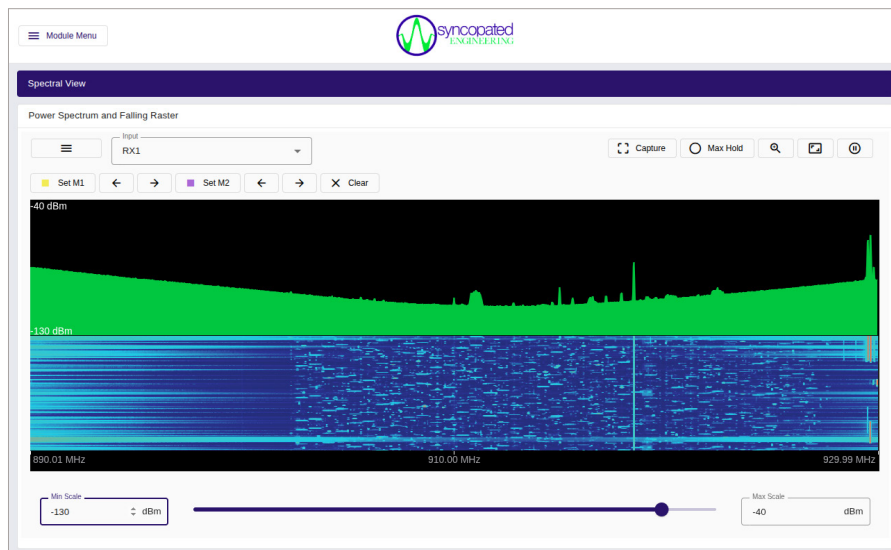 Module Menu
syncopated
ENGINEERING
Spectral View
Power Spectrum and Falling Raster
Input
RX1
Capture
Max Hold
Set M1
Set M2
Clear
-40 dBm
-130 dBm
890.01 MHz
910.00 MHz
929.99 MHz
Min Scale
-130
dBm
Max Scale
-40
dBm